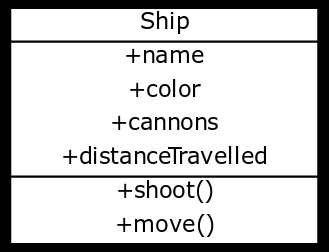 Ship
+name
+color
+cannons
+distanceTravelled
+shoot()
+move()